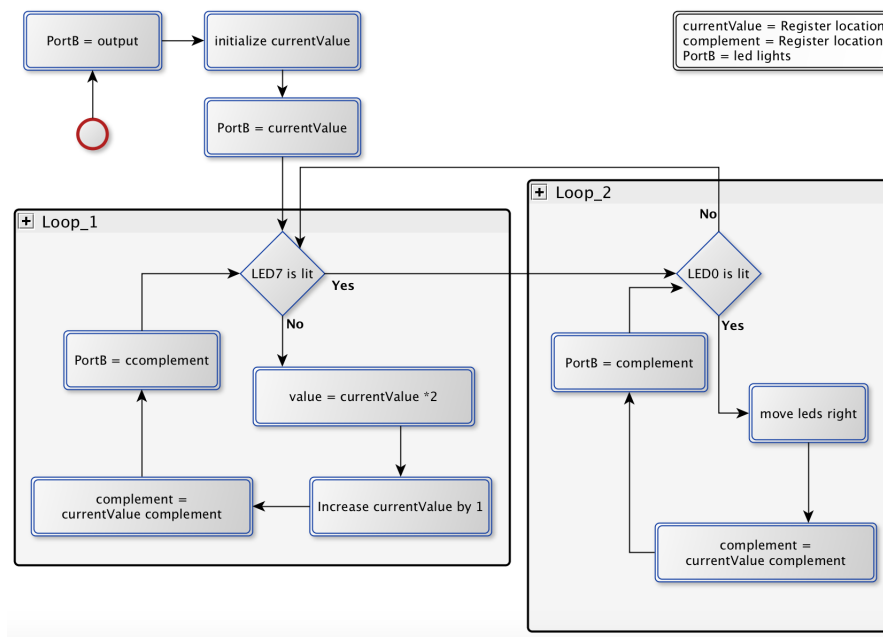 PortB = output
initialize currentValue
currentValue = Register location
complement = Register location
PortB = led lights
PortB = currentValue
Loop_1
LED7 is lit
Yes
No
PortB = ccomplement
value = currentValue *2
complement =
currentValue complement
Increase currentValue by 1
Loop_2
No
LED0 is lit
Yes
PortB = complement
move leds right
complement =
currentValue complement